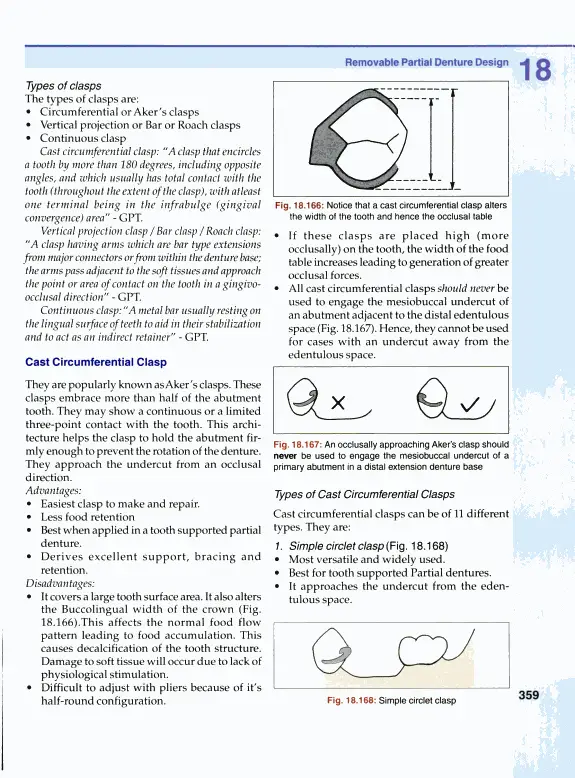 Removable Partial Denture Design
18
Types of clasps
The types of clasps are:
• Circumferential or Aker's clasps
• Vertical projection or Bar or Roach clasps
• Continuous clasp
Cast circumferential clasp: "A clasp that encircles
a tooth by more than 180 degrees, including opposite
angles, and which usually has total contact with the
tooth (throughout the extent of the clasp), with atleast
one terminal being in the infrabulge (gingival
convergence) area" - GPT.
Vertical projection clasp / Bar clasp / Roach clasp:
"A clasp having arms which are bar type extensions
from major connectors or from within the denture base;
the arms pass adjacent to the soft tissues and approach
the point or area of contact on the tooth in a gingivo-
occlusal direction" - GPT.
Continuous clasp: "A metal bar usually resting on
the lingual surface of teeth to aid in their stabilization
and to act as an indirect retainer" - GPT.
Cast Circumferential Clasp
They are popularly known as Aker's clasps. These
clasps embrace more than half of the abutment
tooth. They may show a continuous or a limited
three-point contact with the tooth. This archi-
tecture helps the clasp to hold the abutment fir-
mly enough to prevent the rotation of the denture.
They approach the undercut from an occlusal
direction.
Advantages:
• Easiest clasp to make and repair.
• Less food retention
• Best when applied in a tooth supported partial
denture.
• Derives excellent support, bracing and
retention.
Disadvantages:
• It covers a large tooth surface area. It also alters
the Buccolingual width of the crown (Fig.
18.166).This affects the normal food flow
pattern leading to food accumulation. This
causes decalcification of the tooth structure.
Damage to soft tissue will occur due to lack of
physiological stimulation.
• Difficult to adjust with pliers because of it's
half-round configuration.
Fig. 18.166: Notice that a cast circumferential clasp alters
the width of the tooth and hence the occlusal table
• If these clasps are placed high (more
occlusally) on the tooth, the width of the food
table increases leading to generation of greater
occlusal forces.
• All cast circumferential clasps should never be
used to engage the mesiobuccal undercut of
an abutment adjacent to the distal edentulous
space (Fig. 18.167). Hence, they cannot be used
for cases with an undercut away from the
edentulous space.
Fig. 18.167: An occlusally approaching Aker's clasp should
never be used to engage the mesiobuccal undercut of a
primary abutment in a distal extension denture base
Types of Cast Circumferential Clasps
Cast circumferential clasps can be of 11 different
types. They are:
1. Simple circlet clasp (Fig. 18.168)
• Most versatile and widely used.
• Best for tooth supported Partial dentures.
• It approaches the undercut from the eden-
tulous space.
Fig. 18.168: Simple circlet clasp
359